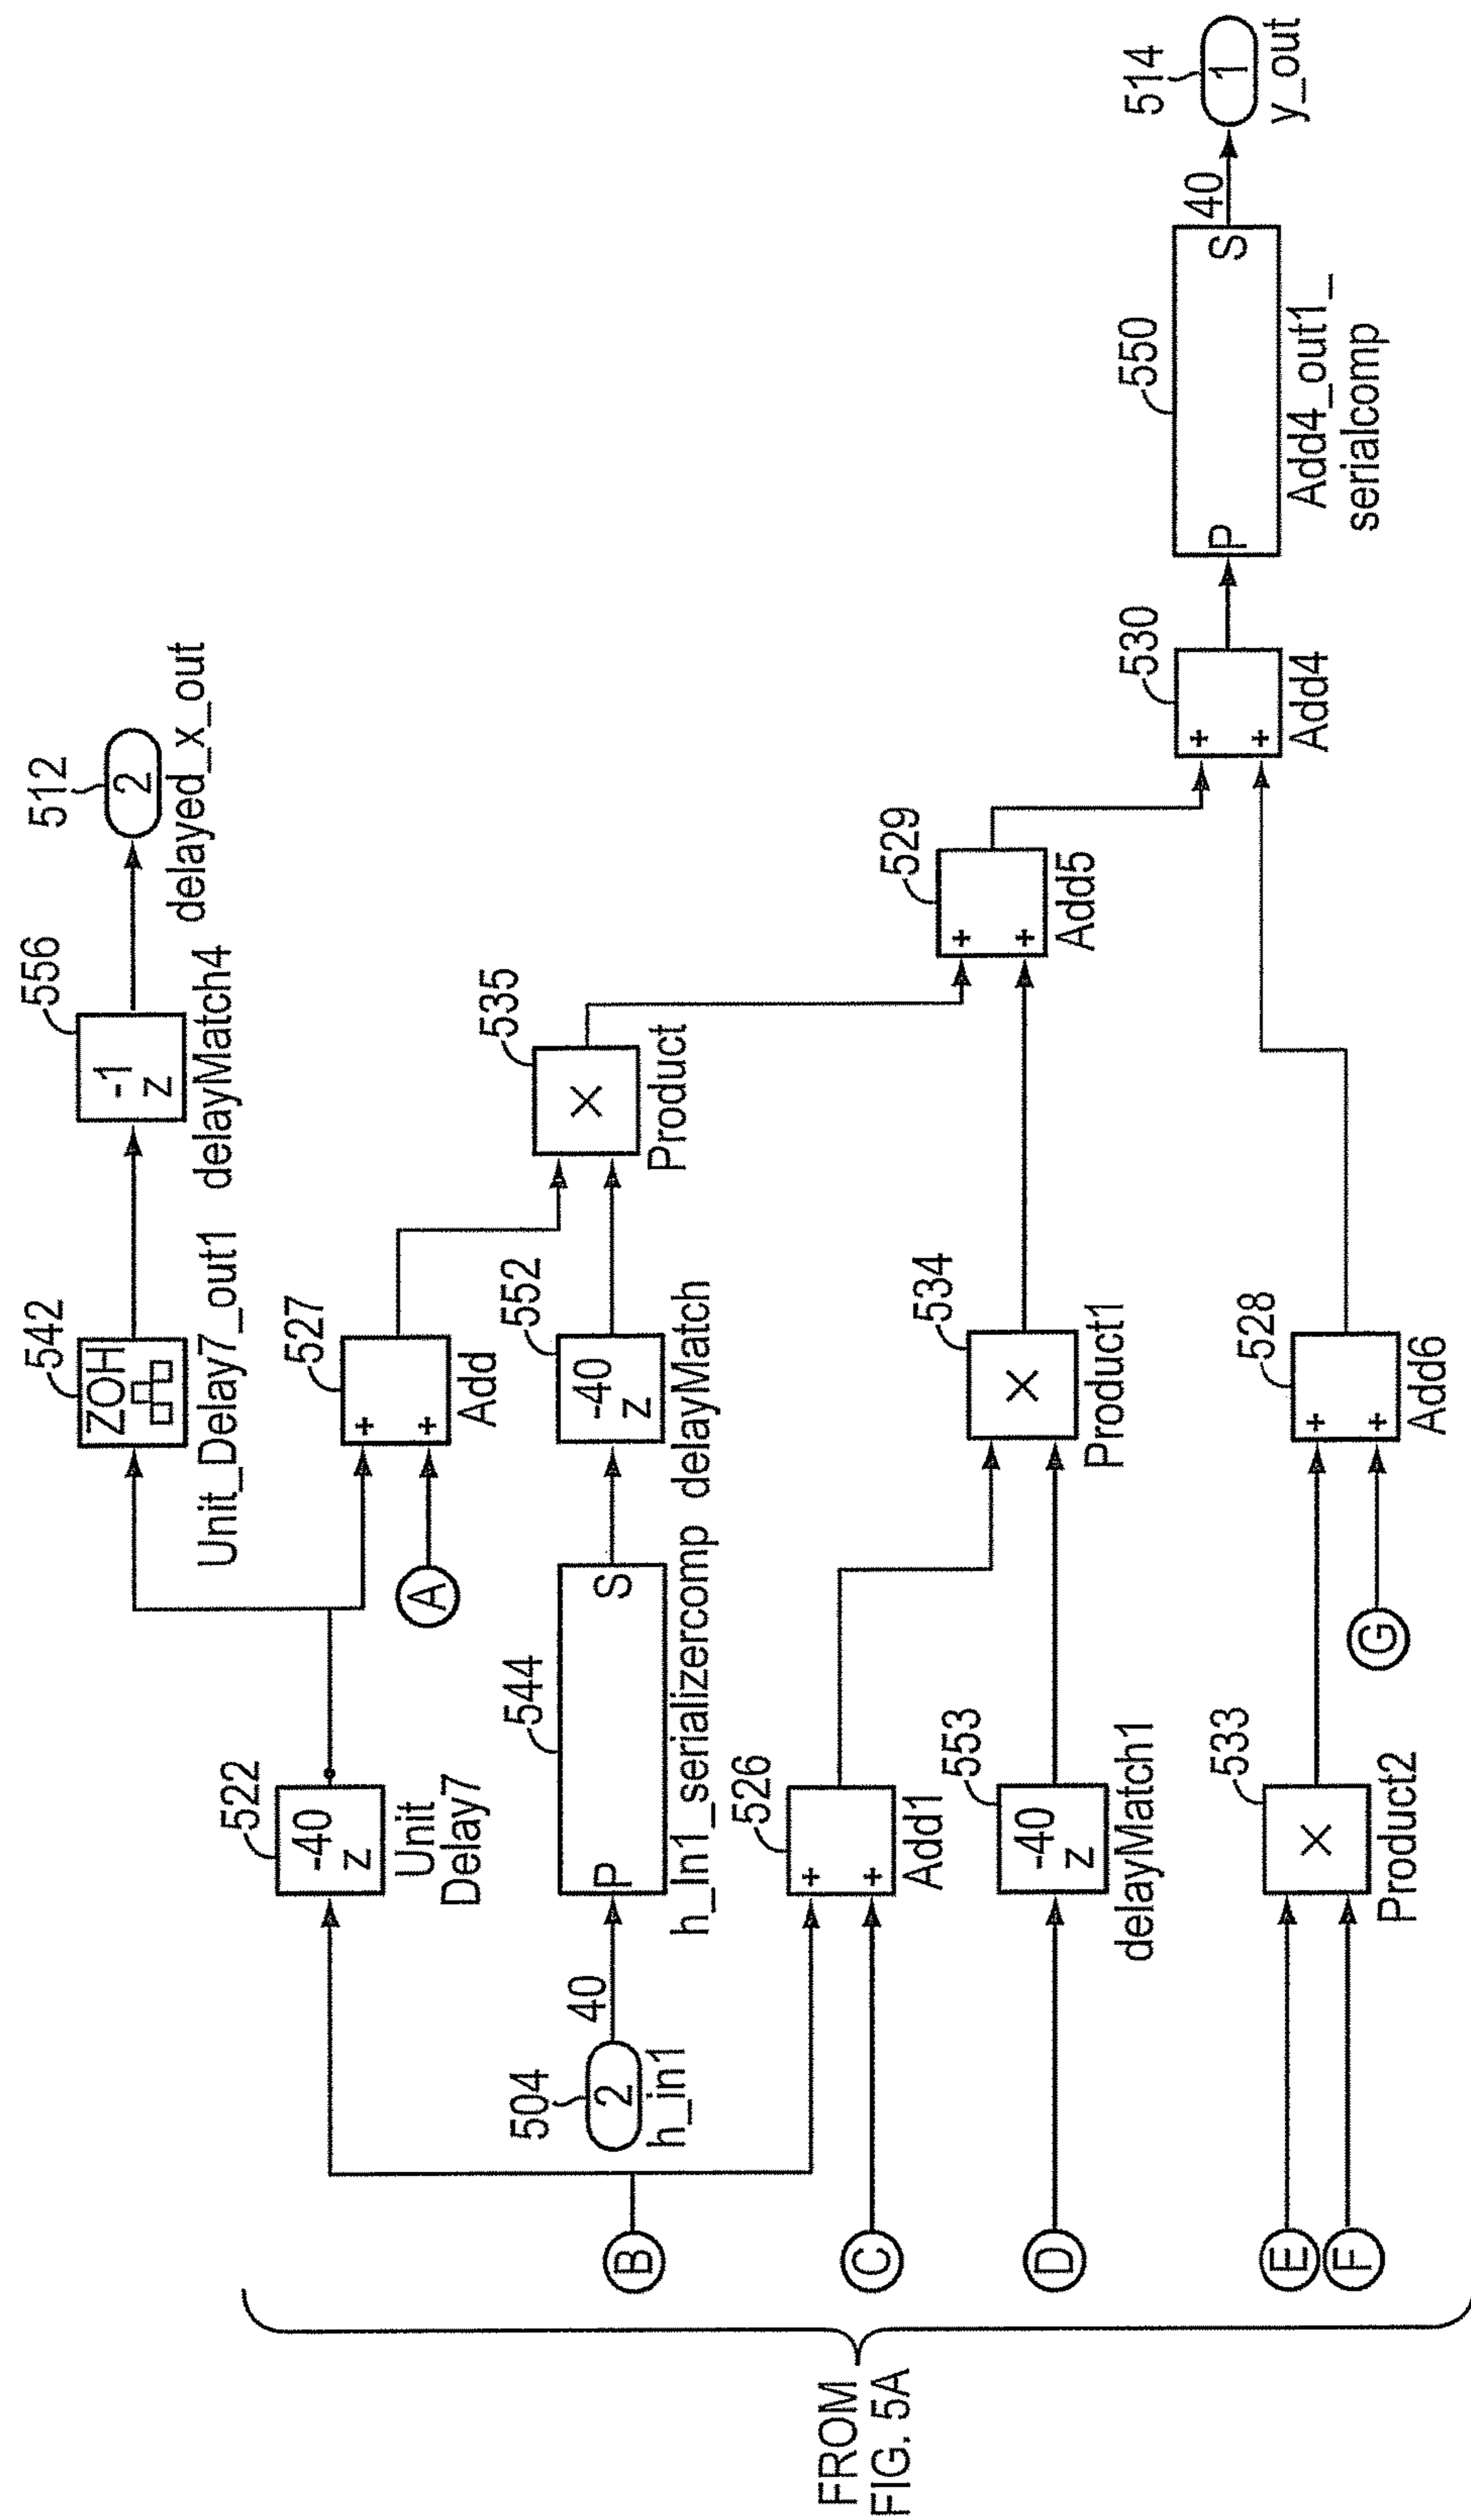 512
2
delayed_x_out
556
-1
z
delayMatch4
542
ZOH
Unit_Delay7_out1
522
-40
z
Unit
Delay7
527
+
+
Add
A
504
2
h_in1
40
544
P
S
h_In1_serializercomp
552
-40
z
delayMatch
535
×
Product
B
526
+
+
Add1
C
529
+
+
Add5
D
553
-40
z
delayMatch1
534
×
Product1
514
1
y_out
40
550
P
S
Add4_out1_
serialcomp
530
+
+
Add4
E
F
533
×
Product2
528
+
+
Add6
G
FROM
FIG. 5A